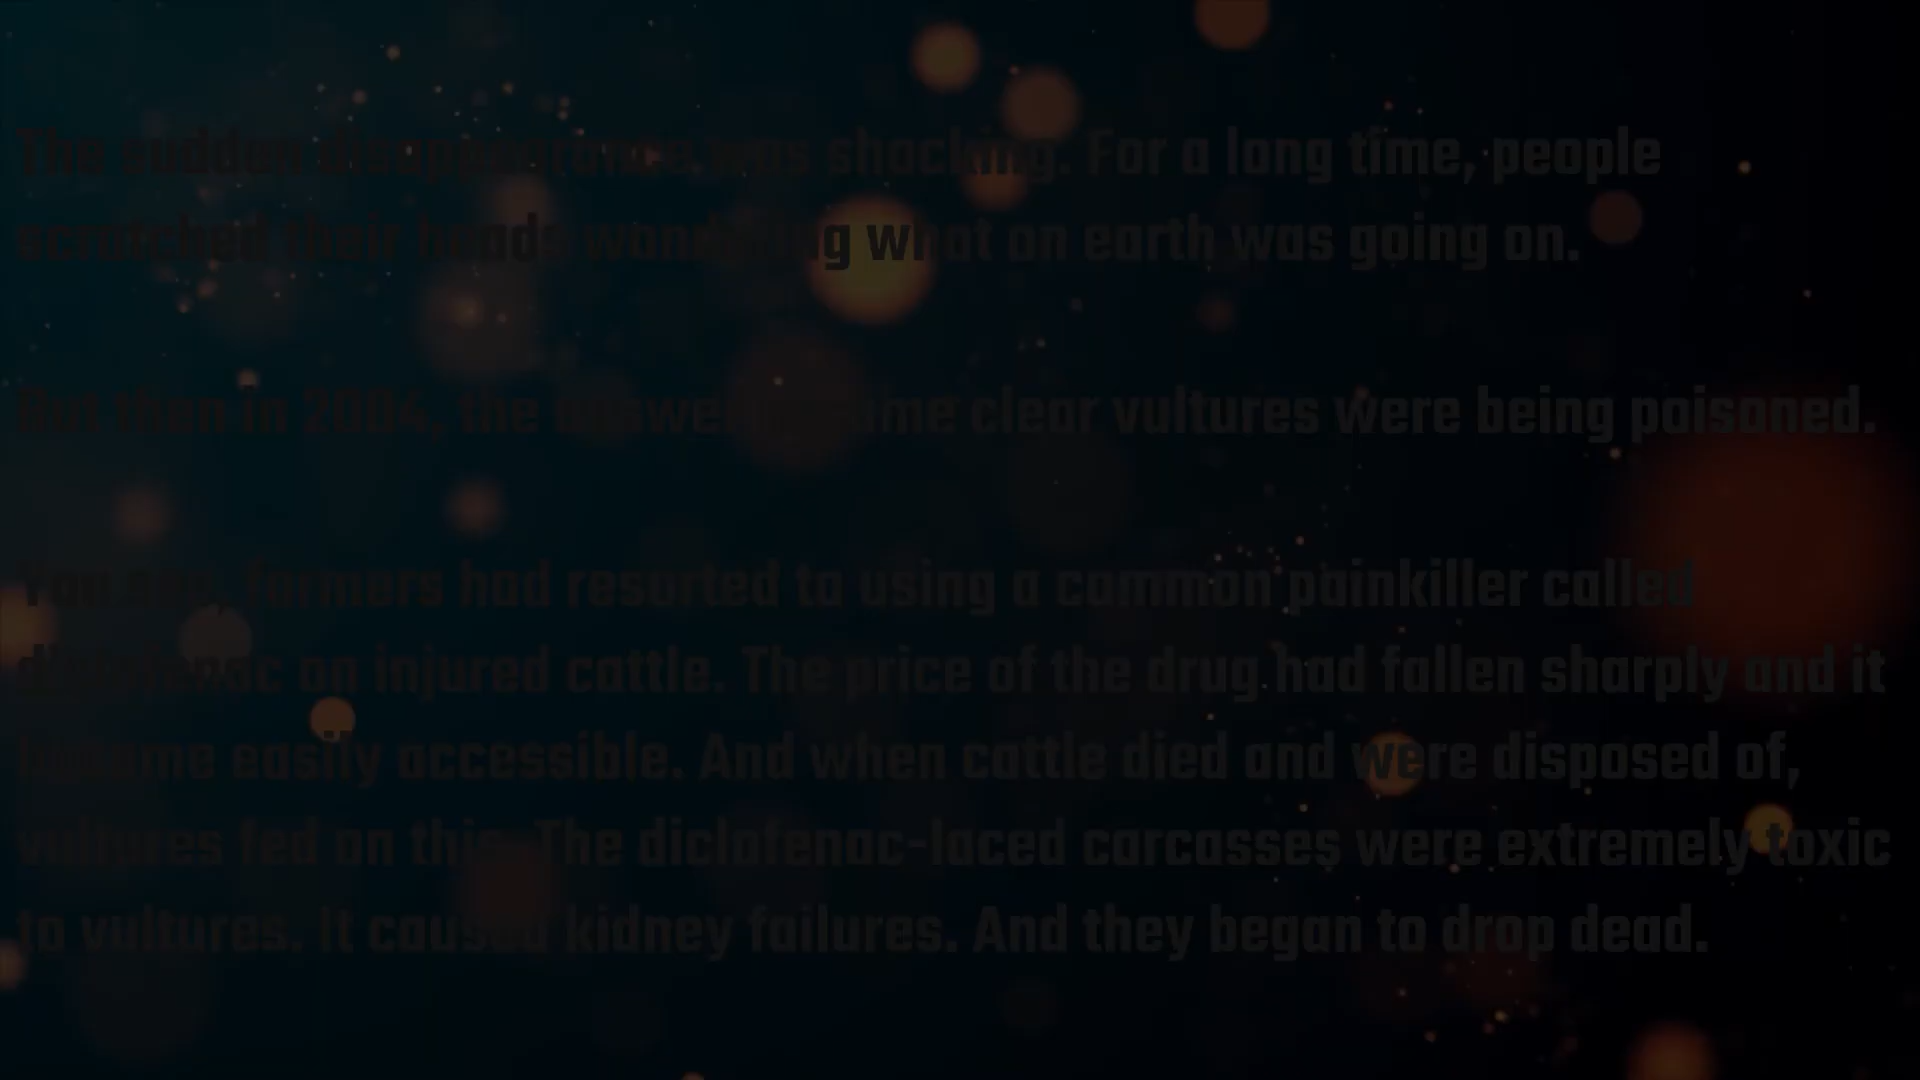 The sudden disappearance was shocking. For a long time, people
scratched their heads wondering what on earth was going on.
But then in 2004, the answer became clear vultures were being poisoned.
You see, farmers had resorted to using a common painkiller called
diclofenac on injured cattle. The price of the drug had fallen sharply and it
became easily accessible. And when cattle died and were disposed of,
vultures fed on this. The diclofenac-laced carcasses were extremely toxic
to vultures. It caused kidney failures. And they began to drop dead.